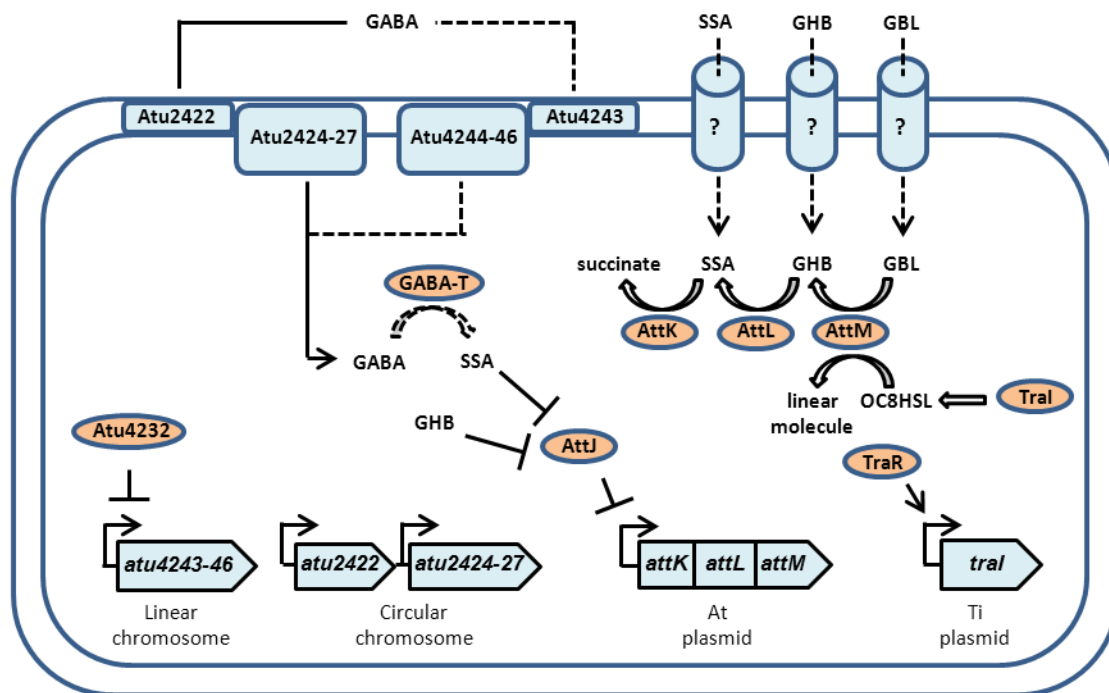 GABA
SSA
GHB
GBL
Atu2422
Atu2424-27
Atu4244-46
Atu4243
?
?
?
succinate
SSA
GHB
GBL
GABA-T
AttK
AttL
AttM
GABA
SSA
linear
molecule
OC8HSL
TraI
GHB
Atu4232
AttJ
TraR
atu4243-46
atu2422
atu2424-27
attK
attL
attM
traI
Linear
chromosome
Circular
chromosome
At
plasmid
Ti
plasmid